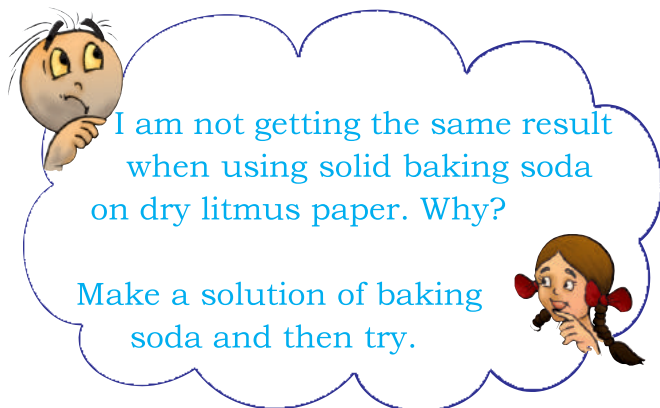 I am not getting the same result
when using solid baking soda
on dry litmus paper. Why?
Make a solution of baking
soda and then try.